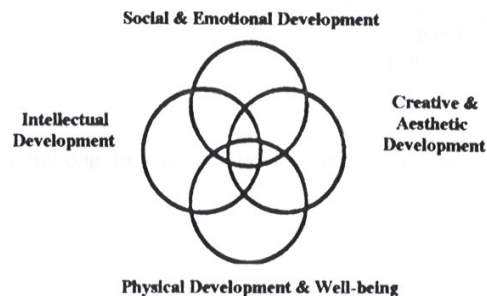 Social & Emotional Development
Intellectual
Development
Creative &
Aesthetic
Development
Physical Development & Well-being